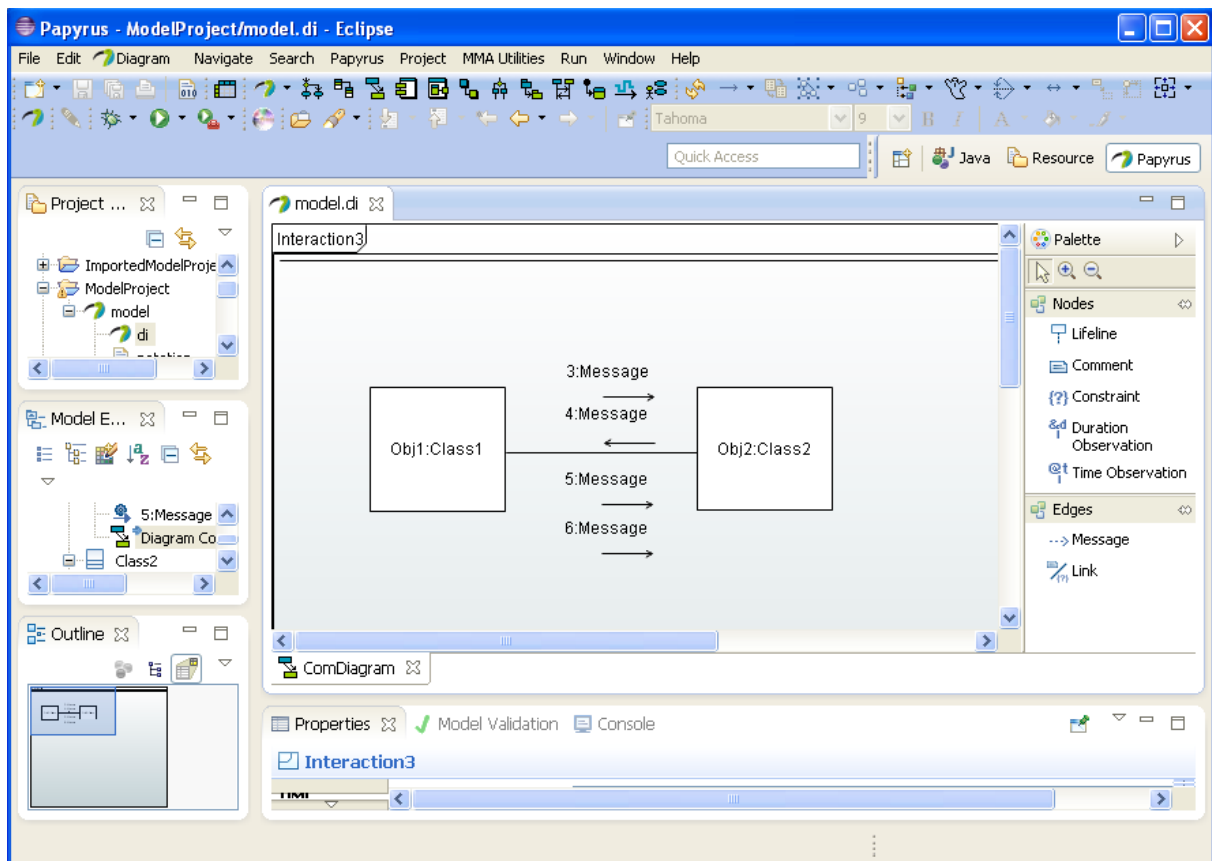 Papyrus - ModelProject/model.di - Eclipse
File Edit Diagram Navigate Search Papyrus Project MMA Utilities Run Window Help
010
Tahoma 9 B I A
Quick Access Java Resource Papyrus
Project ...
ImportedModelProje
ModelProject
model
di
Model E...
5:Message
Diagram Co
Class2
Outline
model.di
Interaction3
3:Message
4:Message
Obj1:Class1
Obj2:Class2
5:Message
6:Message
ComDiagram
Palette
Nodes
Lifeline
Comment
{?} Constraint
Duration
Observation
Time Observation
Edges
Message
Link
Properties Model Validation Console
Interaction3